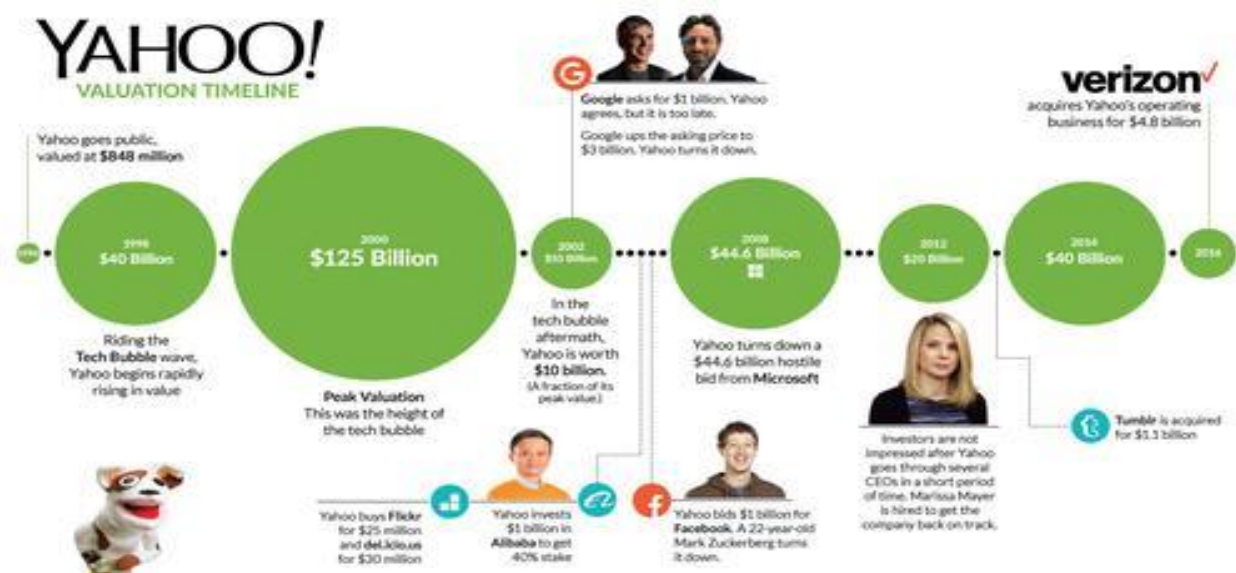 YAHOO!
VALUATION TIMELINE
Yahoo goes public,
valued at $848 million
1996
1998
$40 Billion
Riding the
Tech Bubble wave,
Yahoo begins rapidly
rising in value
2000
$125 Billion
Peak Valuation
This was the height of
the tech bubble
G
Google asks for $1 billion. Yahoo
agrees, but it is too late.
Google ups the asking price to
$3 billion. Yahoo turns it down.
2002
$10 Billion
In the
tech bubble
aftermath,
Yahoo is worth
$10 billion.
(A fraction of its
peak value)
Yahoo buys Flickr
for $25 million
and del.icio.us
for $30 million
Yahoo invests
$1 billion in
Alibaba to get
40% stake
f
Yahoo bids $1 billion for
Facebook. A 22-year-old
Mark Zuckerberg turns
it down.
2008
$44.6 Billion
Yahoo turns down a
$44.6 billion hostile
bid from Microsoft
2012
$20 Billion
Investors are not
impressed after Yahoo
goes through several
CEOs in a short period
of time. Marissa Mayer
is hired to get the
company back on track.
t
Tumblr is acquired
for $1.1 billion
2014
$40 Billion
verizon
acquires Yahoo's operating
business for $4.8 billion
2016